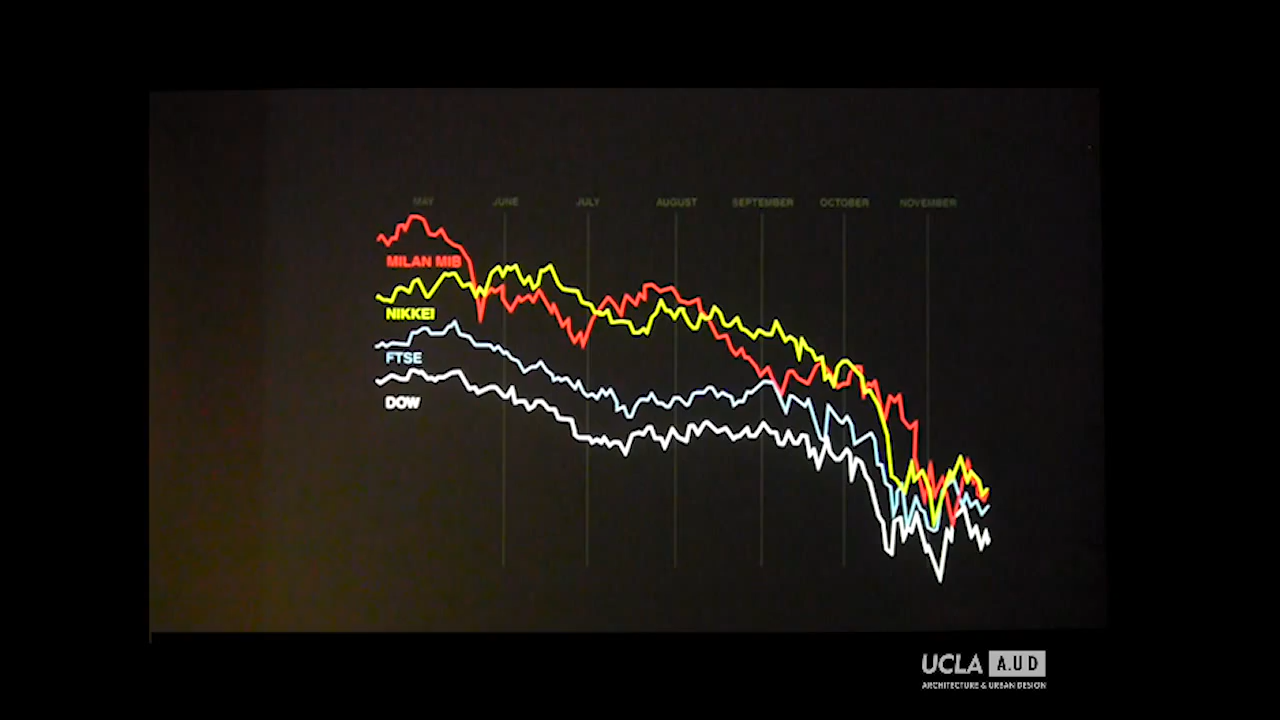 MAY JUNE JULY AUGUST SEPTEMBER OCTOBER NOVEMBER
MILAN MIB
NIKKEI
FTSE
DOW
UCLA A.UD
ARCHITECTURE & URBAN DESIGN